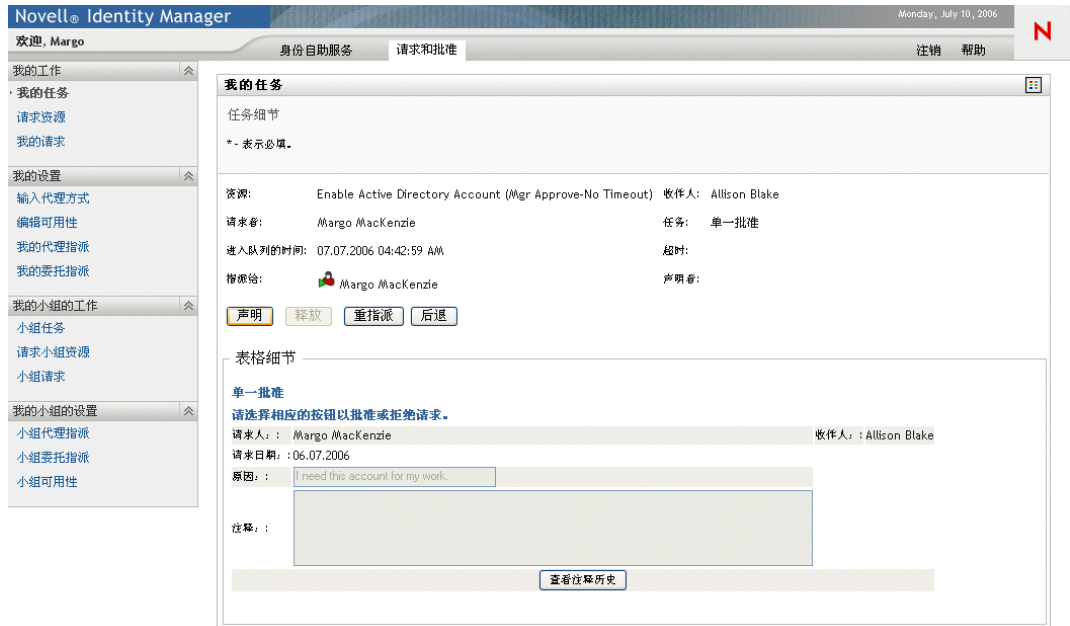 Novell® Identity Manager
Monday, July 10, 2006
N
欢迎, Margo
身份自助服务 请求和批准 注销 帮助
我的工作
我的任务
请求资源
我的请求
我的设置
输入代理方式
编辑可用性
我的代理指派
我的委托指派
我的小组的工作
小组任务
请求小组资源
小组请求
我的小组的设置
小组代理指派
小组委托指派
小组可用性
我的任务
任务细节
* - 表示必填。
资源: Enable Active Directory Account (Mgr Approve-No Timeout) 收件人: Allison Blake
请求者: Margo MacKenzie 任务: 单一批准
进入队列的时间: 07.07.2006 04:42:59 AM 超时:
指派给: Margo MacKenzie 声明者:
声明 释放 重指派 后退
表格细节
单一批准
请选择相应的按钮以批准或拒绝请求。
请求人:: Margo MacKenzie 收件人:: Allison Blake
请求日期::06.07.2006
原因:: I need this account for my work.
注释::
查看注释历史